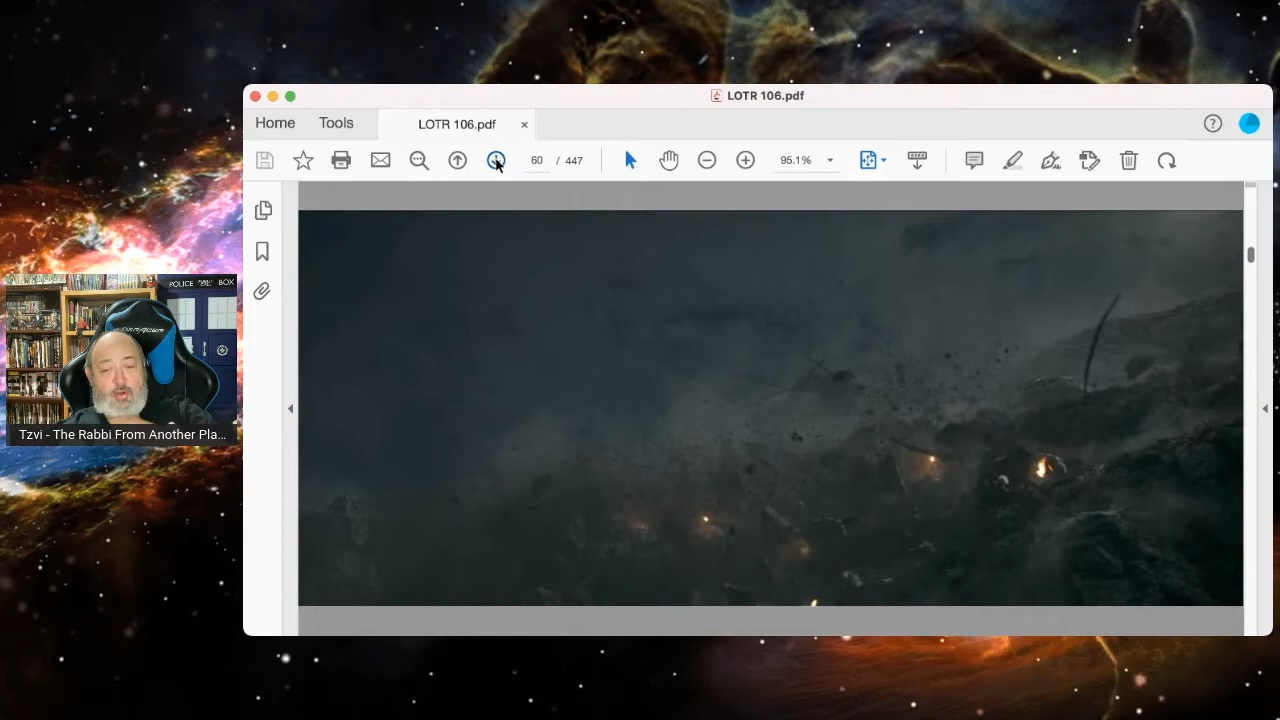 LOTR 106.pdf
Home
Tools
LOTR 106.pdf
60 / 447
95.1%
POLICE BOX
Tzvi - The Rabbi From Another Pla...